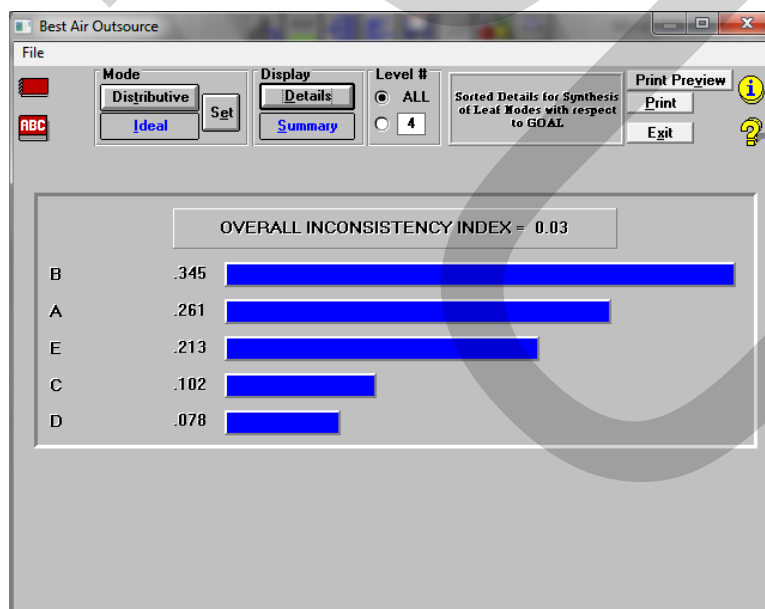 Best Air Outsource
File
Mode
Distributive
Ideal
Set
Display
Details
Summary
Level #
ALL
4
Sorted Details for Synthesis
of Leaf Nodes with respect
to GOAL
Print Preview
Print
Exit
ABC
i
?
OVERALL INCONSISTENCY INDEX = 0.03
B .345
A .261
E .213
C .102
D .078